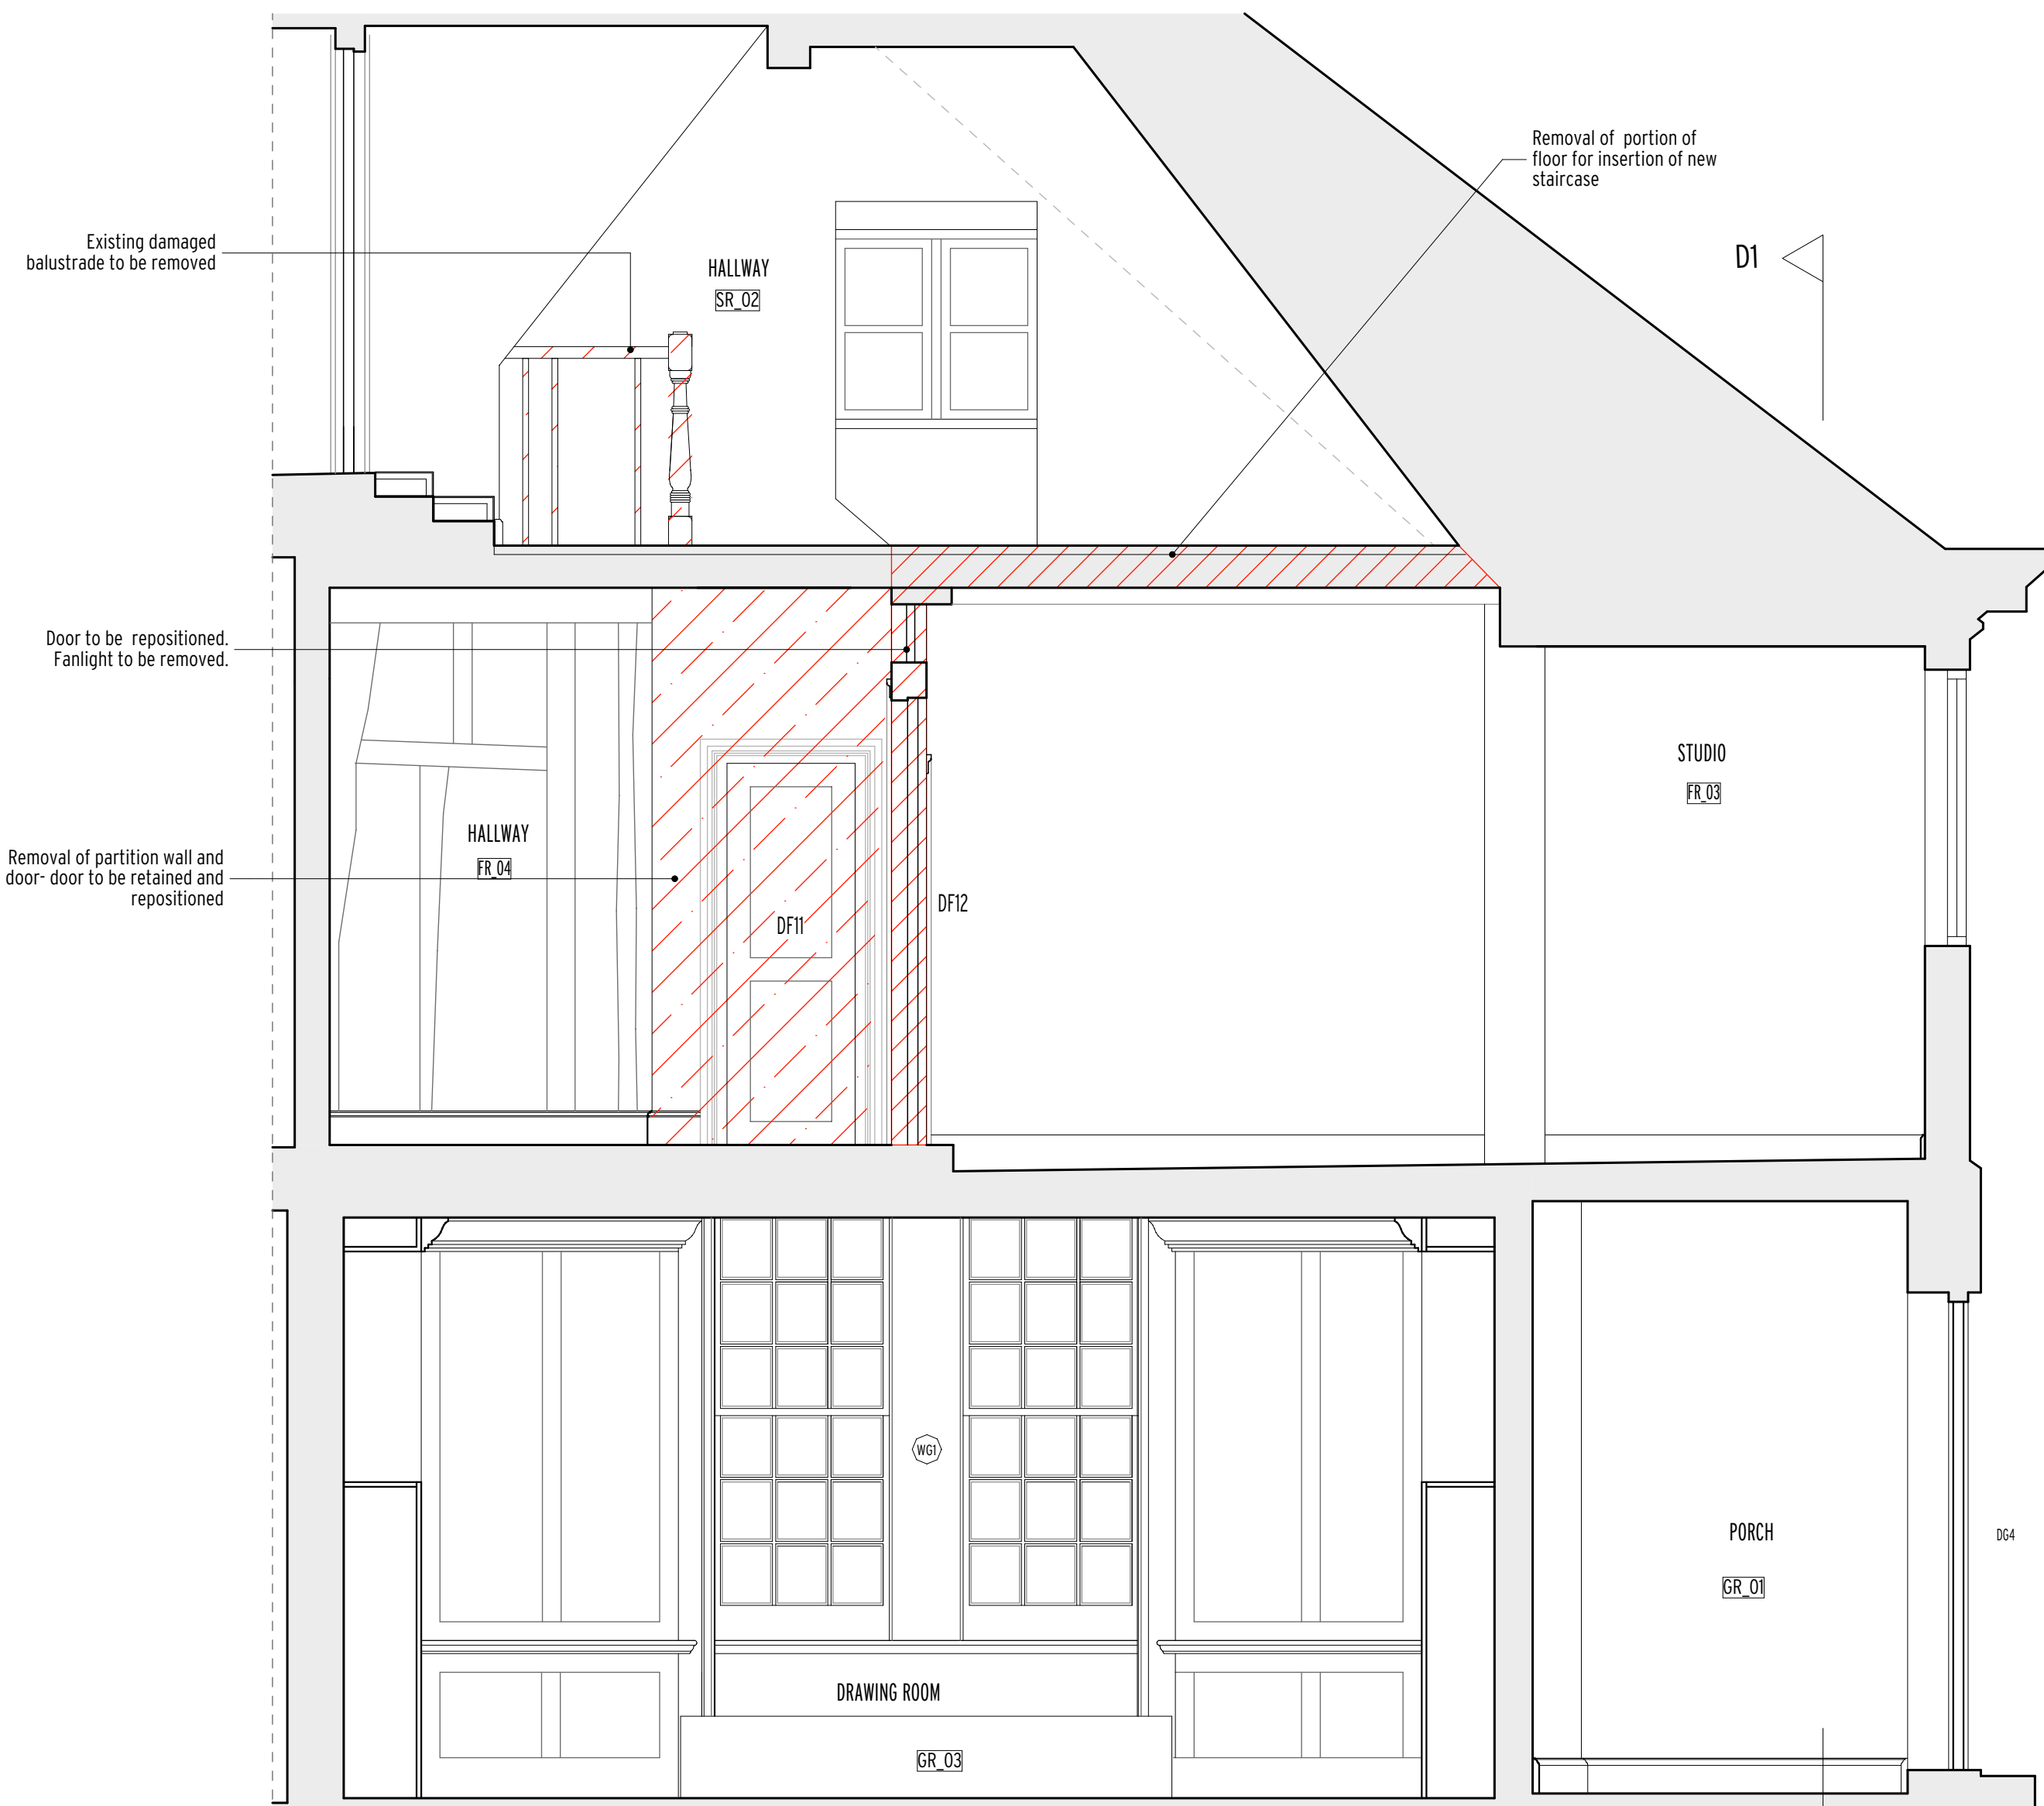 Removal of portion of
floor for insertion of new
staircase
Existing damaged
balustrade to be removed
D1
HALLWAY
SR_02
Door to be repositioned.
Fanlight to be removed.
STUDIO
FR_03
HALLWAY
FR_04
Removal of partition wall and
door- door to be retained and
repositioned
DF11
DF12
WG1
PORCH
DG4
GR_01
DRAWING ROOM
GR_03